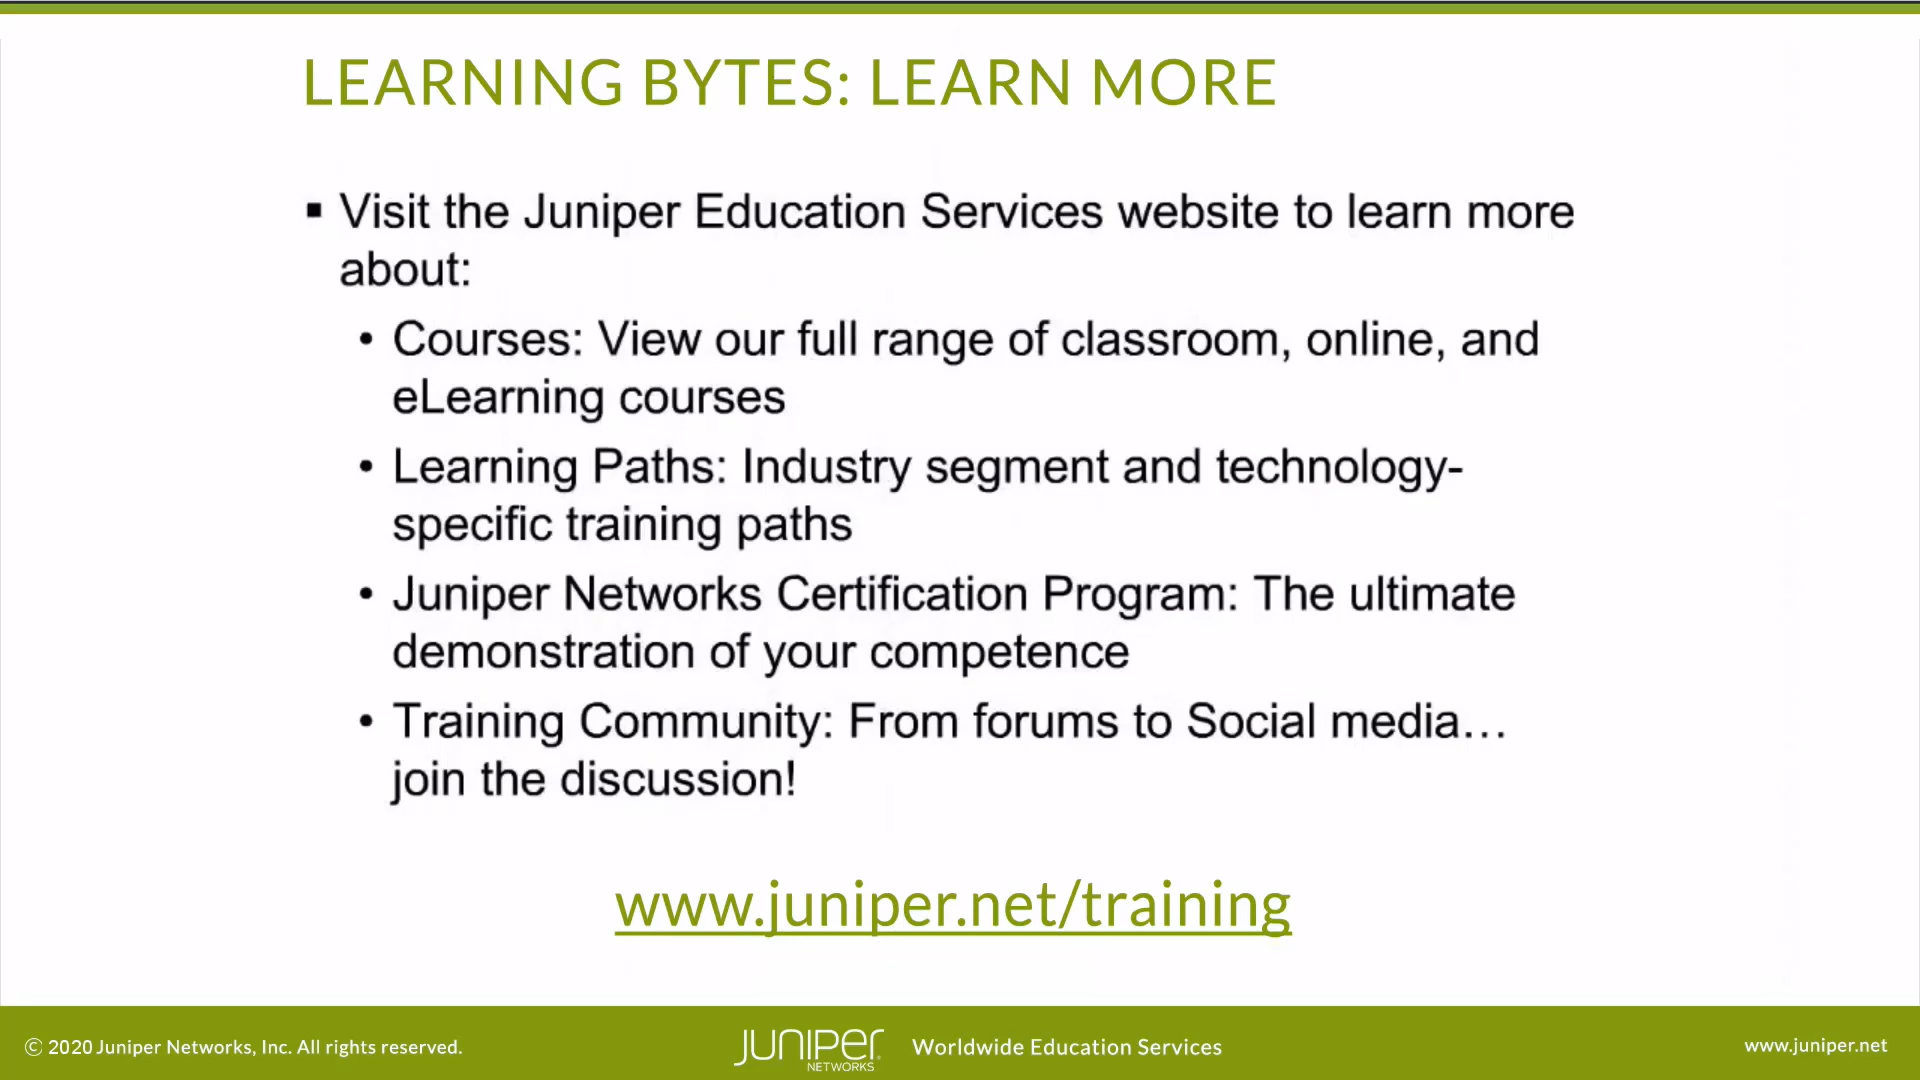 LEARNING BYTES: LEARN MORE
▪ Visit the Juniper Education Services website to learn more
about:
• Courses: View our full range of classroom, online, and
eLearning courses
• Learning Paths: Industry segment and technology-
specific training paths
• Juniper Networks Certification Program: The ultimate
demonstration of your competence
• Training Community: From forums to Social media…
join the discussion!
www.juniper.net/training
© 2020 Juniper Networks, Inc. All rights reserved.
JUNIPER
NETWORKS
Worldwide Education Services
www.juniper.net